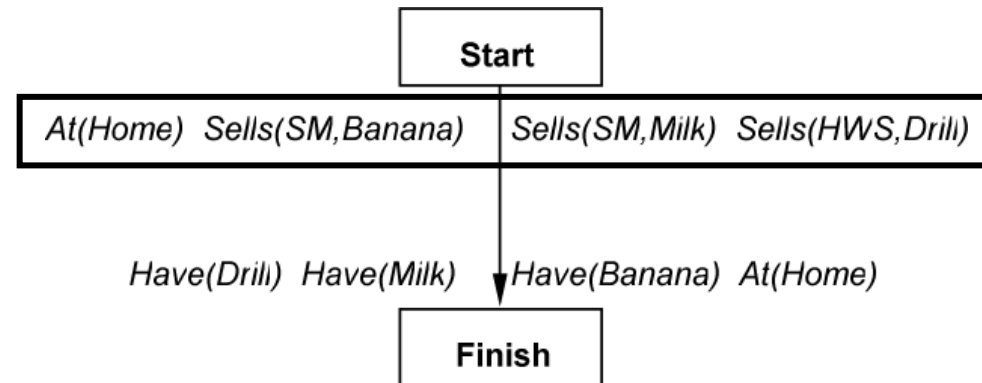 Start
At(Home) Sells(SM,Banana) Sells(SM,Milk) Sells(HWS,Drill)
Have(Drill) Have(Milk) Have(Banana) At(Home)
Finish